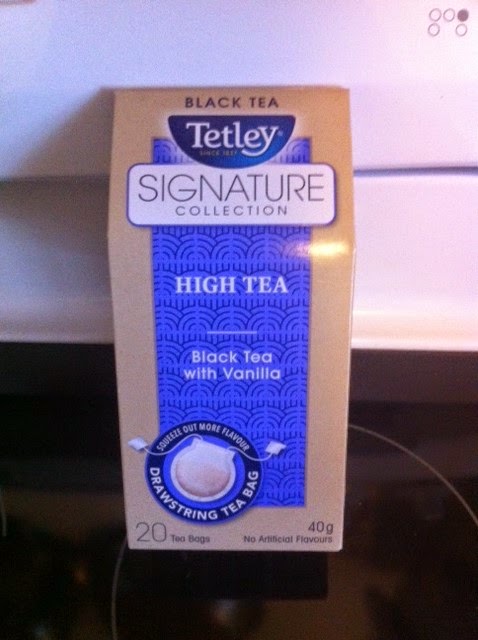 BLACK TEA
Tetley®
SINCE 1837
SIGNATURE
COLLECTION
HIGH TEA
Black Tea
with Vanilla
SQUEEZE OUT MORE FLAVOUR
DRAWSTRING TEA BAG
20 Tea Bags
40g
No Artificial Flavours